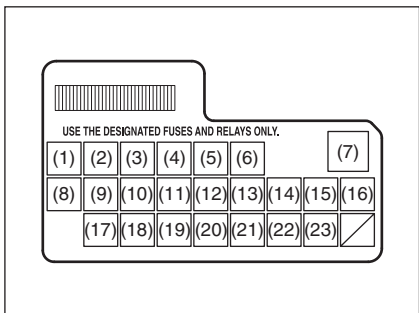 USE THE DESIGNATED FUSES AND RELAYS ONLY.
(1) (2) (3) (4) (5) (6) (7)
(8) (9) (10) (11) (12) (13) (14) (15) (16)
(17) (18) (19) (20) (21) (22) (23)